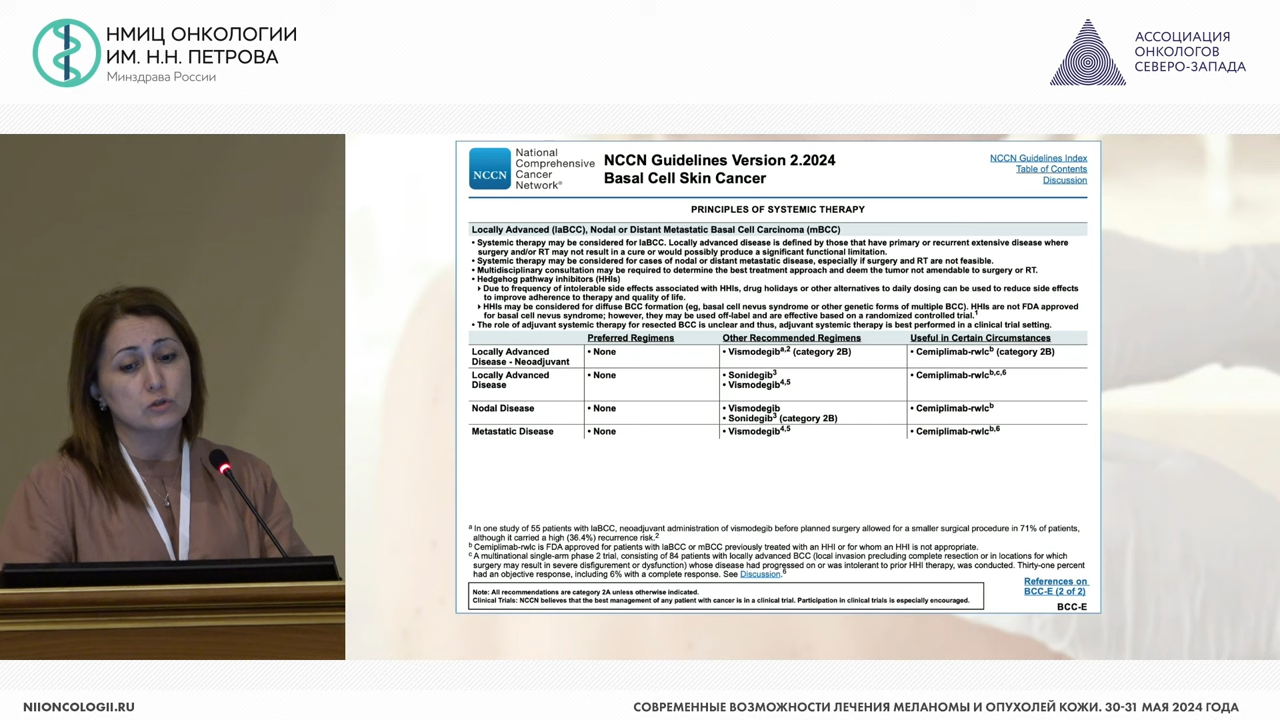 НМИЦ ОНКОЛОГИИ
ИМ. Н.Н. ПЕТРОВА
Минздрава России
АССОЦИАЦИЯ
ОНКОЛОГОВ
СЕВЕРО-ЗАПАДА
NCCN
National
Comprehensive
Cancer
Network®
NCCN Guidelines Version 2.2024
Basal Cell Skin Cancer
NCCN Guidelines Index
Table of Contents
Discussion
PRINCIPLES OF SYSTEMIC THERAPY
Locally Advanced (laBCC), Nodal or Distant Metastatic Basal Cell Carcinoma (mBCC)
• Systemic therapy may be considered for laBCC. Locally advanced disease is defined by those that have primary or recurrent extensive disease where
surgery and/or RT may not result in a cure or would possibly produce a significant functional limitation.
• Systemic therapy may be considered for cases of nodal or distant metastatic disease, especially if surgery and RT are not feasible.
• Multidisciplinary consultation may be required to determine the best treatment approach and deem the tumor not amendable to surgery or RT.
• Hedgehog pathway inhibitors (HHIs)
▸ Due to frequency of intolerable side effects associated with HHIs, drug holidays or other alternatives to daily dosing can be used to reduce side effects
to improve adherence to therapy and quality of life.
▸ HHIs may be considered for diffuse BCC formation (eg, basal cell nevus syndrome or other genetic forms of multiple BCC). HHIs are not FDA approved
for basal cell nevus syndrome; however, they may be used off-label and are effective based on a randomized controlled trial.1
• The role of adjuvant systemic therapy for resected BCC is unclear and thus, adjuvant systemic therapy is best performed in a clinical trial setting.
Preferred Regimens Other Recommended Regimens Useful in Certain Circumstances
Locally Advanced Disease - Neoadjuvant • None • Vismodegiba,2 (category 2B) • Cemiplimab-rwlcb (category 2B)
Locally Advanced Disease • None • Sonidegib3 • Vismodegib4,5 • Cemiplimab-rwlcb,c,6
Nodal Disease • None • Vismodegib • Sonidegib3 (category 2B) • Cemiplimab-rwlcb
Metastatic Disease • None • Vismodegib4,5 • Cemiplimab-rwlcb,6
a In one study of 55 patients with laBCC, neoadjuvant administration of vismodegib before planned surgery allowed for a smaller surgical procedure in 71% of patients,
although it carried a high (36.4%) recurrence risk.2
b Cemiplimab-rwlc is FDA approved for patients with laBCC or mBCC previously treated with an HHI or for whom an HHI is not appropriate.
c A multinational single-arm phase 2 trial, consisting of 84 patients with locally advanced BCC (local invasion precluding complete resection or in locations for which
surgery may result in severe disfigurement or dysfunction) whose disease had progressed on or was intolerant to prior HHI therapy, was conducted. Thirty-one percent
had an objective response, including 6% with a complete response. See Discussion.6
Note: All recommendations are category 2A unless otherwise indicated.
Clinical Trials: NCCN believes that the best management of any patient with cancer is in a clinical trial. Participation in clinical trials is especially encouraged.
References on
BCC-E (2 of 2)
BCC-E
NIIONCOLOGII.RU
СОВРЕМЕННЫЕ ВОЗМОЖНОСТИ ЛЕЧЕНИЯ МЕЛАНОМЫ И ОПУХОЛЕЙ КОЖИ. 30-31 МАЯ 2024 ГОДА